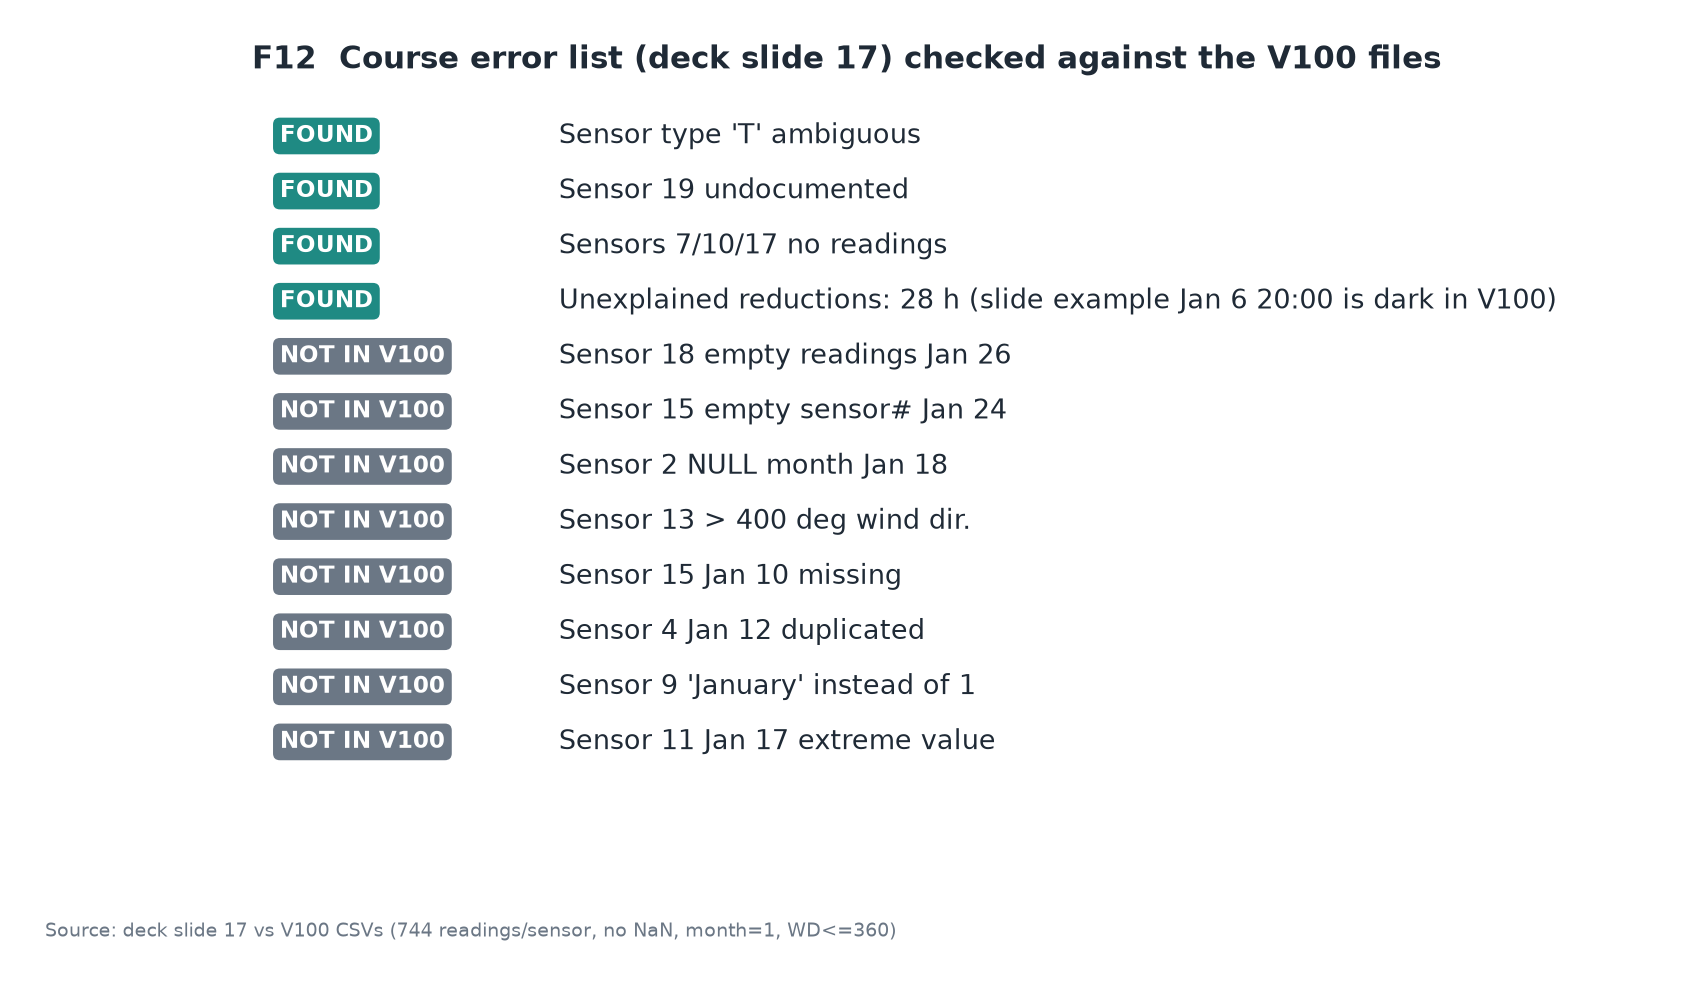 F12  Course error list (deck slide 17) checked against the V100 files
FOUND Sensor type 'T' ambiguous
FOUND Sensor 19 undocumented
FOUND Sensors 7/10/17 no readings
FOUND Unexplained reductions: 28 h (slide example Jan 6 20:00 is dark in V100)
NOT IN V100 Sensor 18 empty readings Jan 26
NOT IN V100 Sensor 15 empty sensor# Jan 24
NOT IN V100 Sensor 2 NULL month Jan 18
NOT IN V100 Sensor 13 > 400 deg wind dir.
NOT IN V100 Sensor 15 Jan 10 missing
NOT IN V100 Sensor 4 Jan 12 duplicated
NOT IN V100 Sensor 9 'January' instead of 1
NOT IN V100 Sensor 11 Jan 17 extreme value
Source: deck slide 17 vs V100 CSVs (744 readings/sensor, no NaN, month=1, WD<=360)